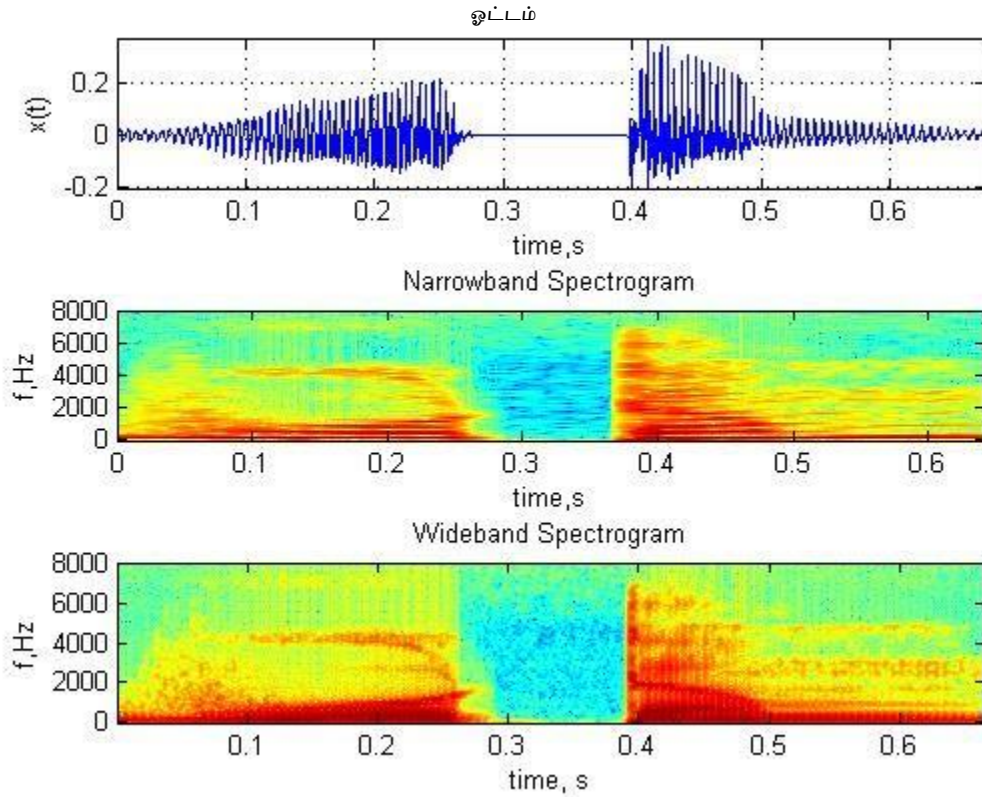 ஓட்டம்
x(t)
0.2
0
-0.2
0 0.1 0.2 0.3 0.4 0.5 0.6
time,s
Narrowband Spectrogram
f,Hz
8000
6000
4000
2000
0
0 0.1 0.2 0.3 0.4 0.5 0.6
time,s
Wideband Spectrogram
f,Hz
8000
6000
4000
2000
0
0.1 0.2 0.3 0.4 0.5 0.6
time, s